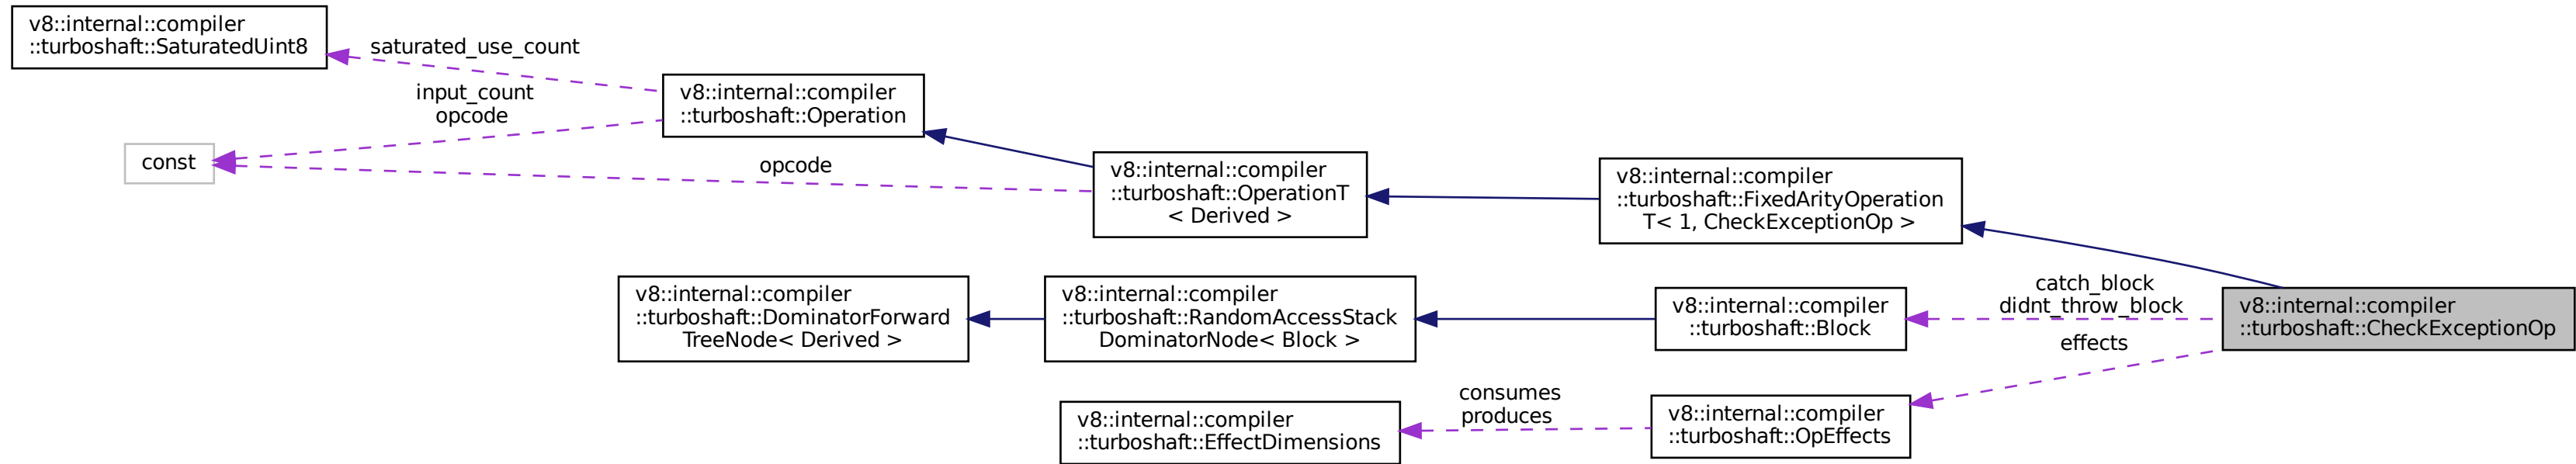 v8::internal::compiler
::turboshaft::SaturatedUint8
saturated_use_count
input_count
opcode
const
v8::internal::compiler
::turboshaft::Operation
opcode
v8::internal::compiler
::turboshaft::OperationT
< Derived >
v8::internal::compiler
::turboshaft::FixedArityOperation
T< 1, CheckExceptionOp >
v8::internal::compiler
::turboshaft::DominatorForward
TreeNode< Derived >
v8::internal::compiler
::turboshaft::RandomAccessStack
DominatorNode< Block >
v8::internal::compiler
::turboshaft::Block
catch_block
didnt_throw_block
effects
v8::internal::compiler
::turboshaft::CheckExceptionOp
v8::internal::compiler
::turboshaft::EffectDimensions
consumes
produces
v8::internal::compiler
::turboshaft::OpEffects